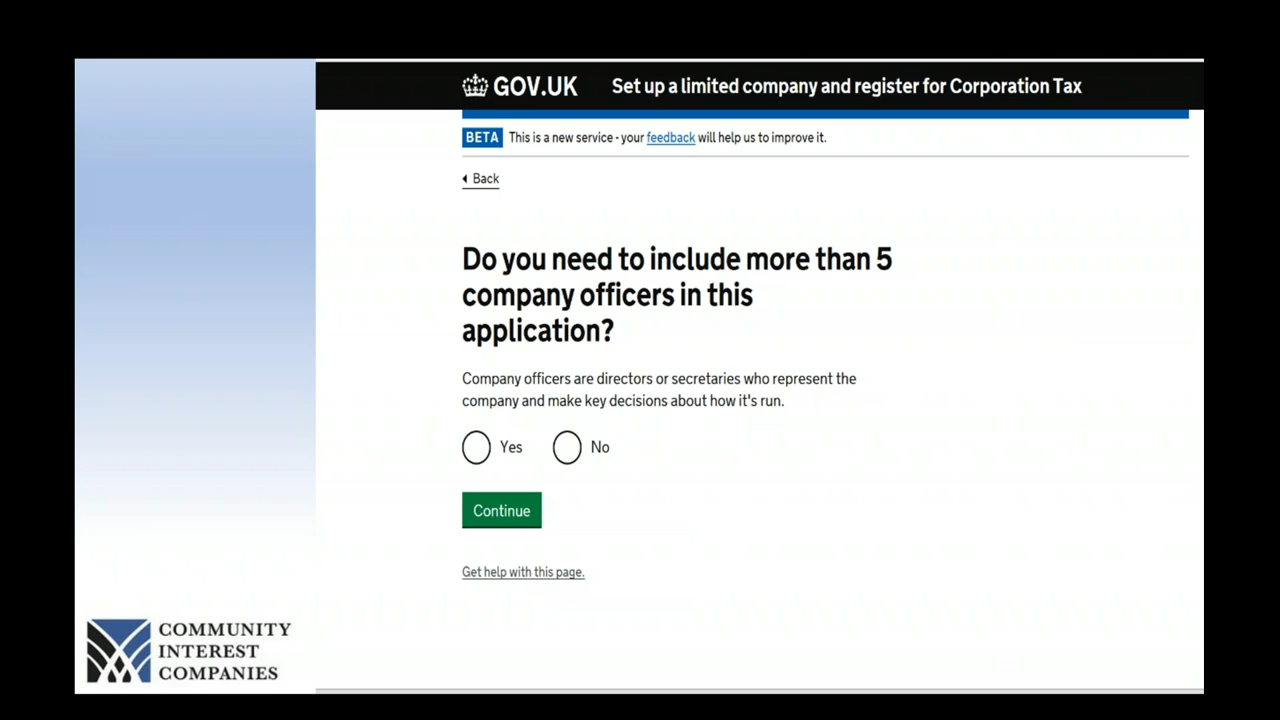 GOV.UK Set up a limited company and register for Corporation Tax
BETA This is a new service - your feedback will help us to improve it.
Back
Do you need to include more than 5
company officers in this
application?
Company officers are directors or secretaries who represent the
company and make key decisions about how it's run.
Yes No
Continue
Get help with this page.
COMMUNITY
INTEREST
COMPANIES